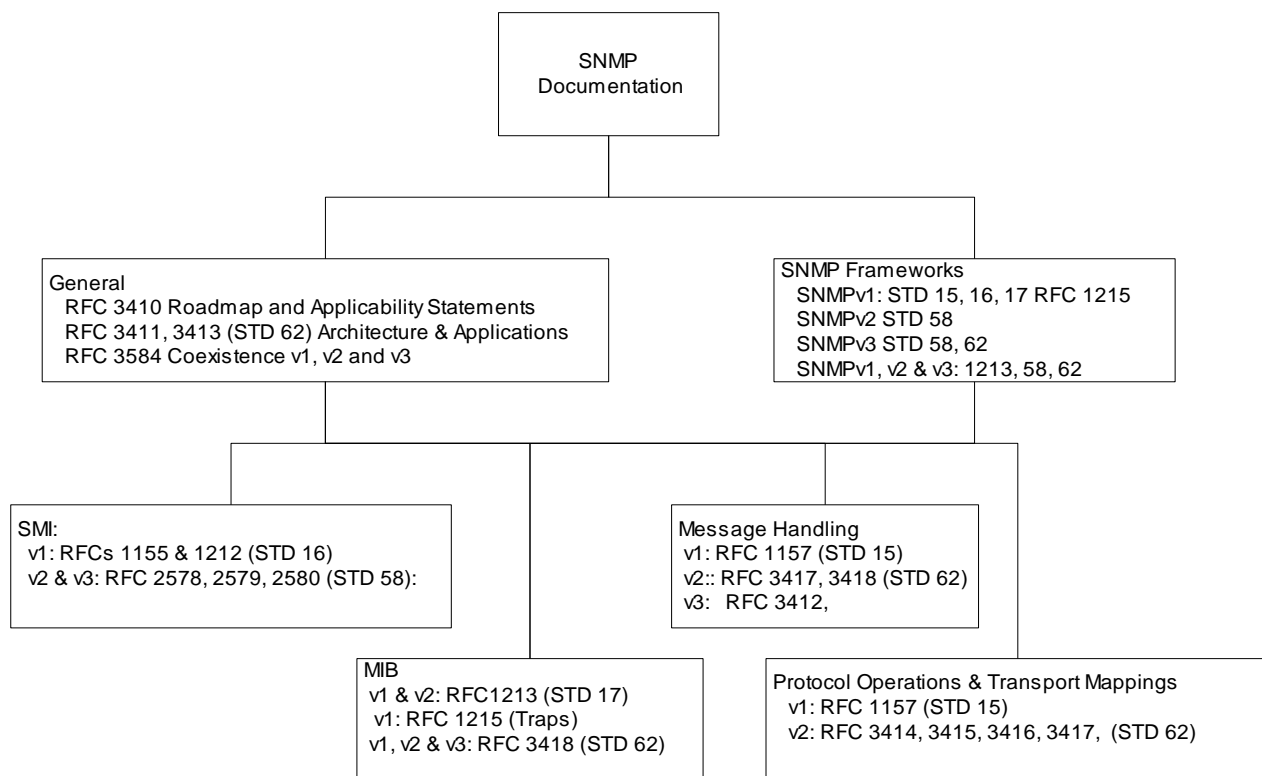 SNMP
Documentation
General
RFC 3410 Roadmap and Applicability Statements
RFC 3411, 3413 (STD 62) Architecture & Applications
RFC 3584 Coexistence v1, v2 and v3
SNMP Frameworks
SNMPv1: STD 15, 16, 17 RFC 1215
SNMPv2 STD 58
SNMPv3 STD 58, 62
SNMPv1, v2 & v3: 1213, 58, 62
SMI:
v1: RFCs 1155 & 1212 (STD 16)
v2 & v3: RFC 2578, 2579, 2580 (STD 58):
Message Handling
v1: RFC 1157 (STD 15)
v2:: RFC 3417, 3418 (STD 62)
v3: RFC 3412,
MIB
v1 & v2: RFC1213 (STD 17)
v1: RFC 1215 (Traps)
v1, v2 & v3: RFC 3418 (STD 62)
Protocol Operations & Transport Mappings
v1: RFC 1157 (STD 15)
v2: RFC 3414, 3415, 3416, 3417, (STD 62)